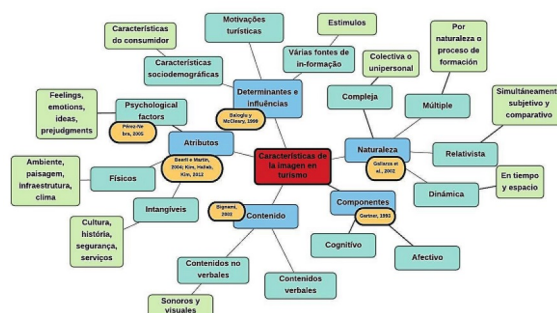 Características
do consumidor
Motivações
turísticas
Estimulos
Por
naturaleza o
proceso de
formación
Características
sociodemográficas
Várias fontes de
in-formação
Colectiva o
unipersonal
Feelings,
emotions,
ideas,
prejudgments
Psychological
factors
Determinantes e
influências
Baloglu y
McCleary, 1999
Compleja
Múltiple
Simultáneamente
subjetivo y
comparativo
Atributos
Características de
la imagen en
turismo
Naturaleza
Gallarza et
al., 2002
Relativista
Ambiente,
paisagem,
infraestrutura,
clima
Físicos
Beerli e Martín,
2004; Kim, Hallab,
Kim, 2012
Dinámica
En tiempo
y espacio
Cultura,
história,
segurança,
serviços
Intangíveis
Bignami,
2002
Contenido
Componentes
Gartner, 1993
Cognitivo
Afectivo
Contenidos no
verbales
Contenidos
verbales
Sonoros y
visuales